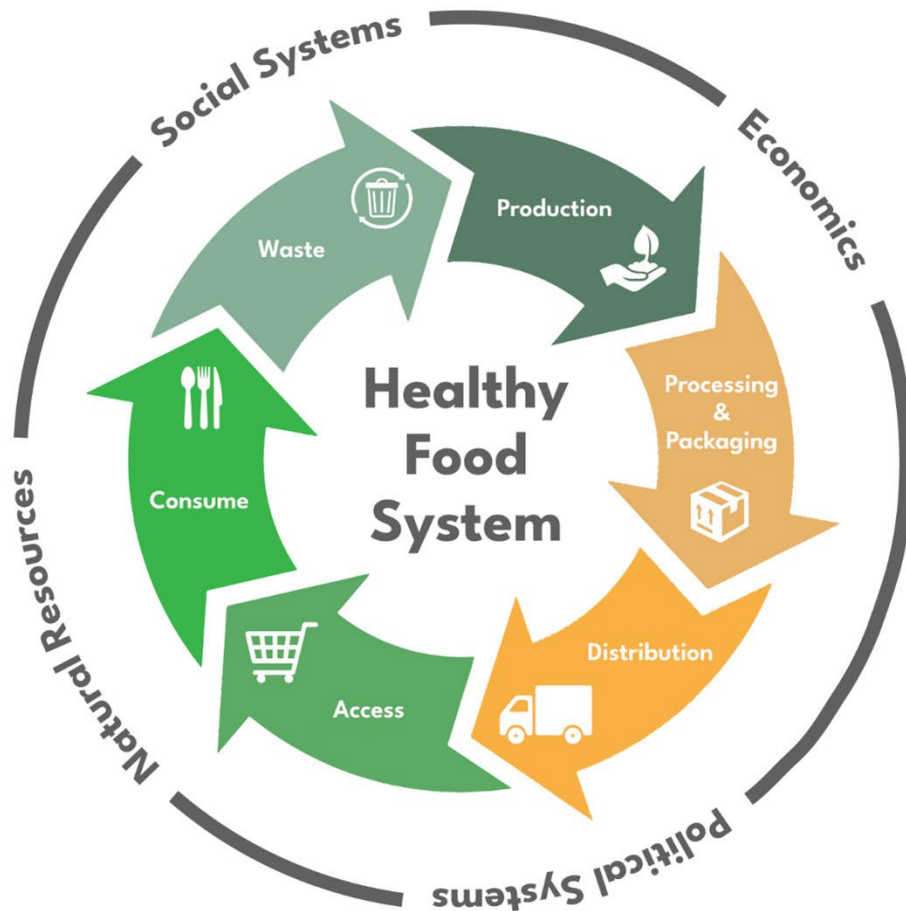 Social Systems
Economics
Waste
Production
Healthy
Food
System
Processing
&
Packaging
Consume
Distribution
Access
Natural Resources
Political Systems